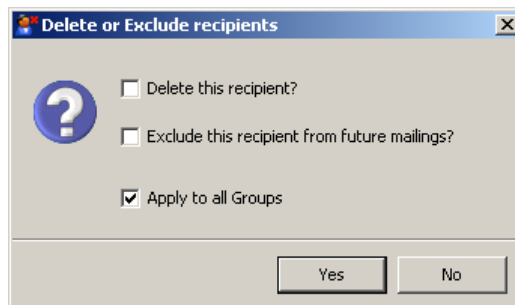 Delete or Exclude recipients
Delete this recipient?
Exclude this recipient from future mailings?
Apply to all Groups
Yes
No